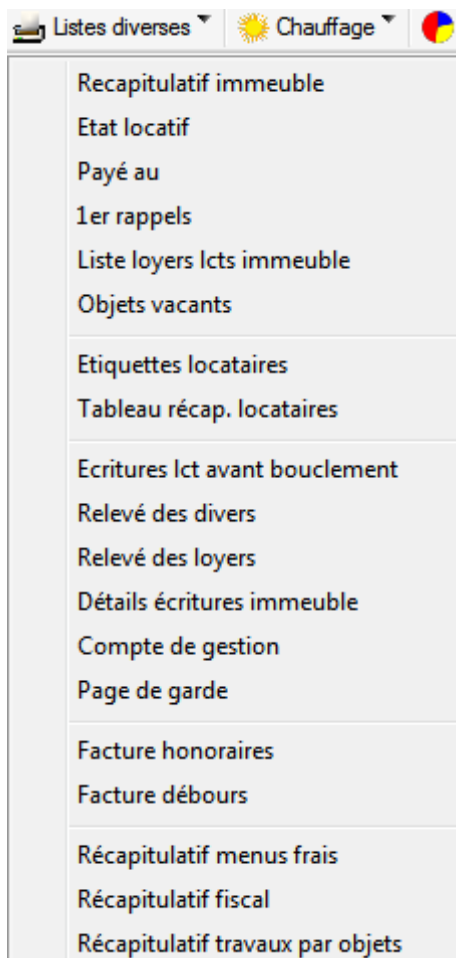 Listes diverses Chauffage
Recapitulatif immeuble
Etat locatif
Payé au
1er rappels
Liste loyers lcts immeuble
Objets vacants
Etiquettes locataires
Tableau récap. locataires
Ecritures lct avant bouclement
Relevé des divers
Relevé des loyers
Détails écritures immeuble
Compte de gestion
Page de garde
Facture honoraires
Facture débours
Récapitulatif menus frais
Récapitulatif fiscal
Récapitulatif travaux par objets